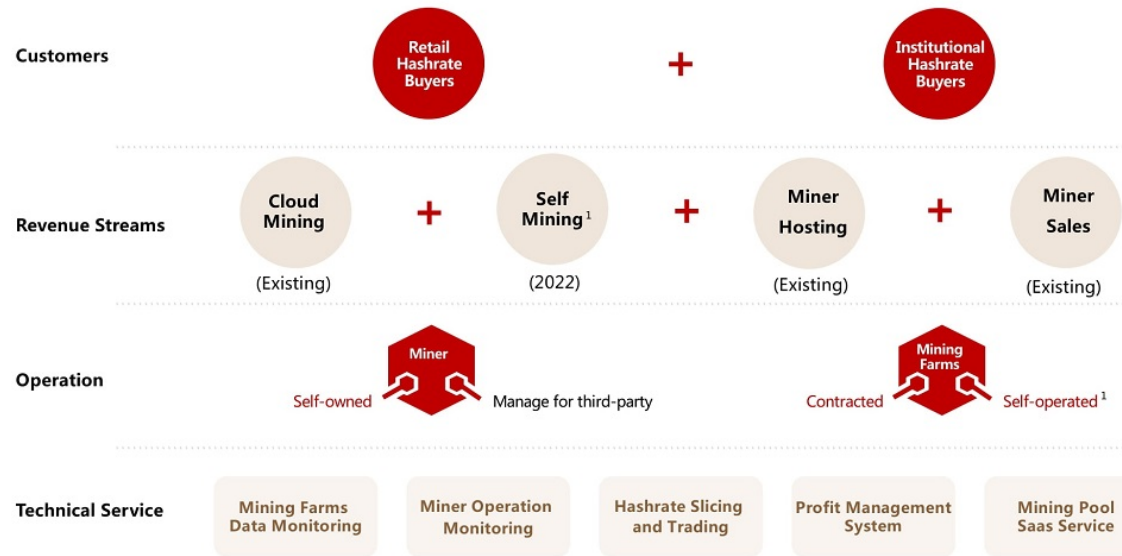 Customers
Retail
Hashrate
Buyers
+
Institutional
Hashrate
Buyers
Revenue Streams
Cloud
Mining
(Existing)
+
Self
Mining 1
(2022)
+
Miner
Hosting
(Existing)
+
Miner
Sales
(Existing)
Operation
Miner
Self-owned
Manage for third-party
Mining
Farms
Contracted
Self-operated 1
Technical Service
Mining Farms
Data Monitoring
Miner Operation
Monitoring
Hashrate Slicing
and Trading
Profit Management
System
Mining Pool
Saas Service